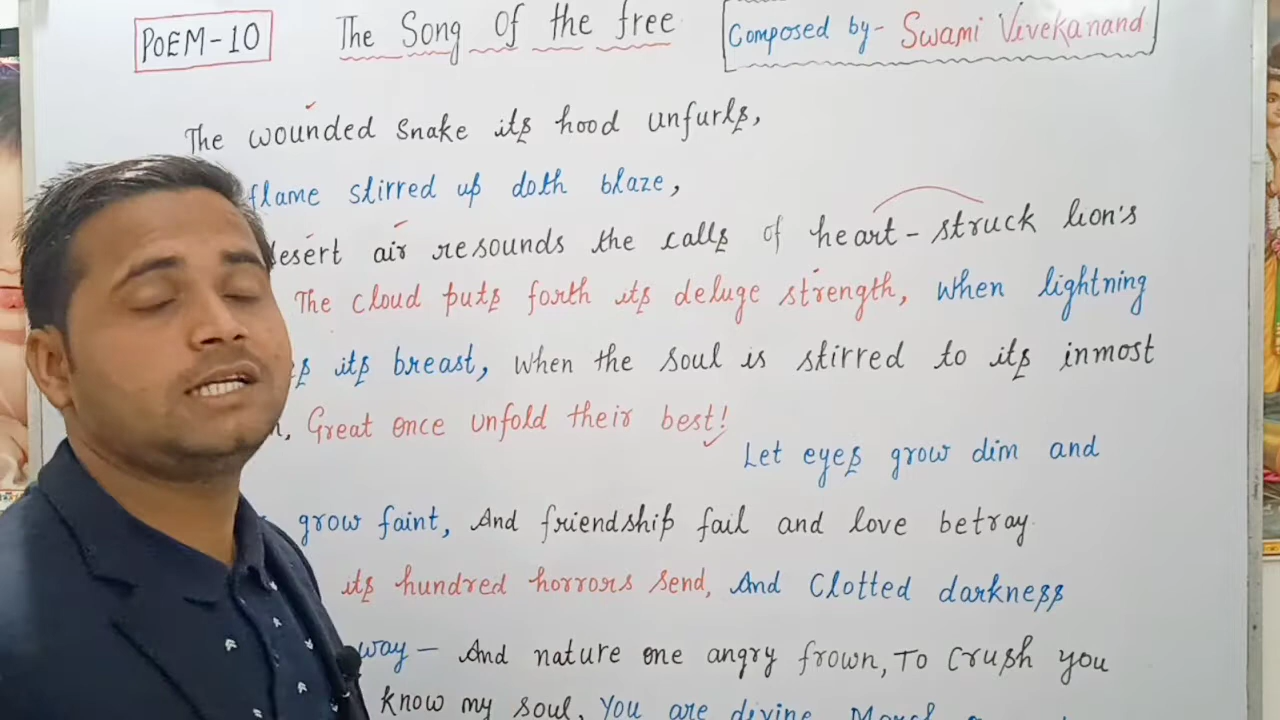 POEM-10
The Song Of the free
Composed by- Swami Vivekanand
The wounded snake its hood unfurls,
flame stirred up doth blaze,
desert air resounds the calls of heart-struck lion's
The cloud puts forth its deluge strength, when lightning
its breast, when the soul is stirred to its inmost
Great once unfold their best!
Let eyes grow dim and
grow faint, And friendship fail and love betray
its hundred horrors send, And Clotted darkness
way- And nature one angry frown, To crush you
know my soul, You are divine